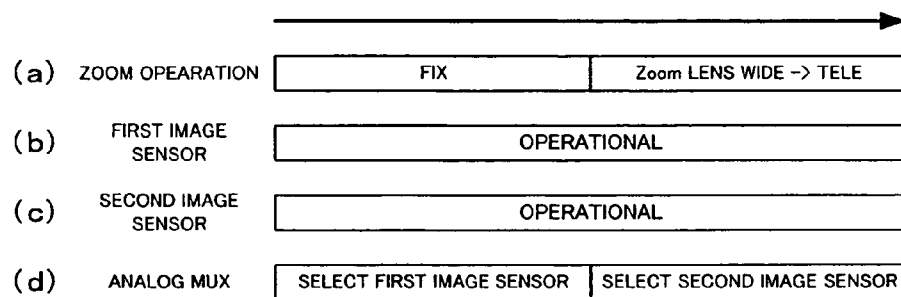 (a) ZOOM OPEARATION FIX Zoom LENS WIDE -> TELE
(b) FIRST IMAGE SENSOR OPERATIONAL
(c) SECOND IMAGE SENSOR OPERATIONAL
(d) ANALOG MUX SELECT FIRST IMAGE SENSOR SELECT SECOND IMAGE SENSOR